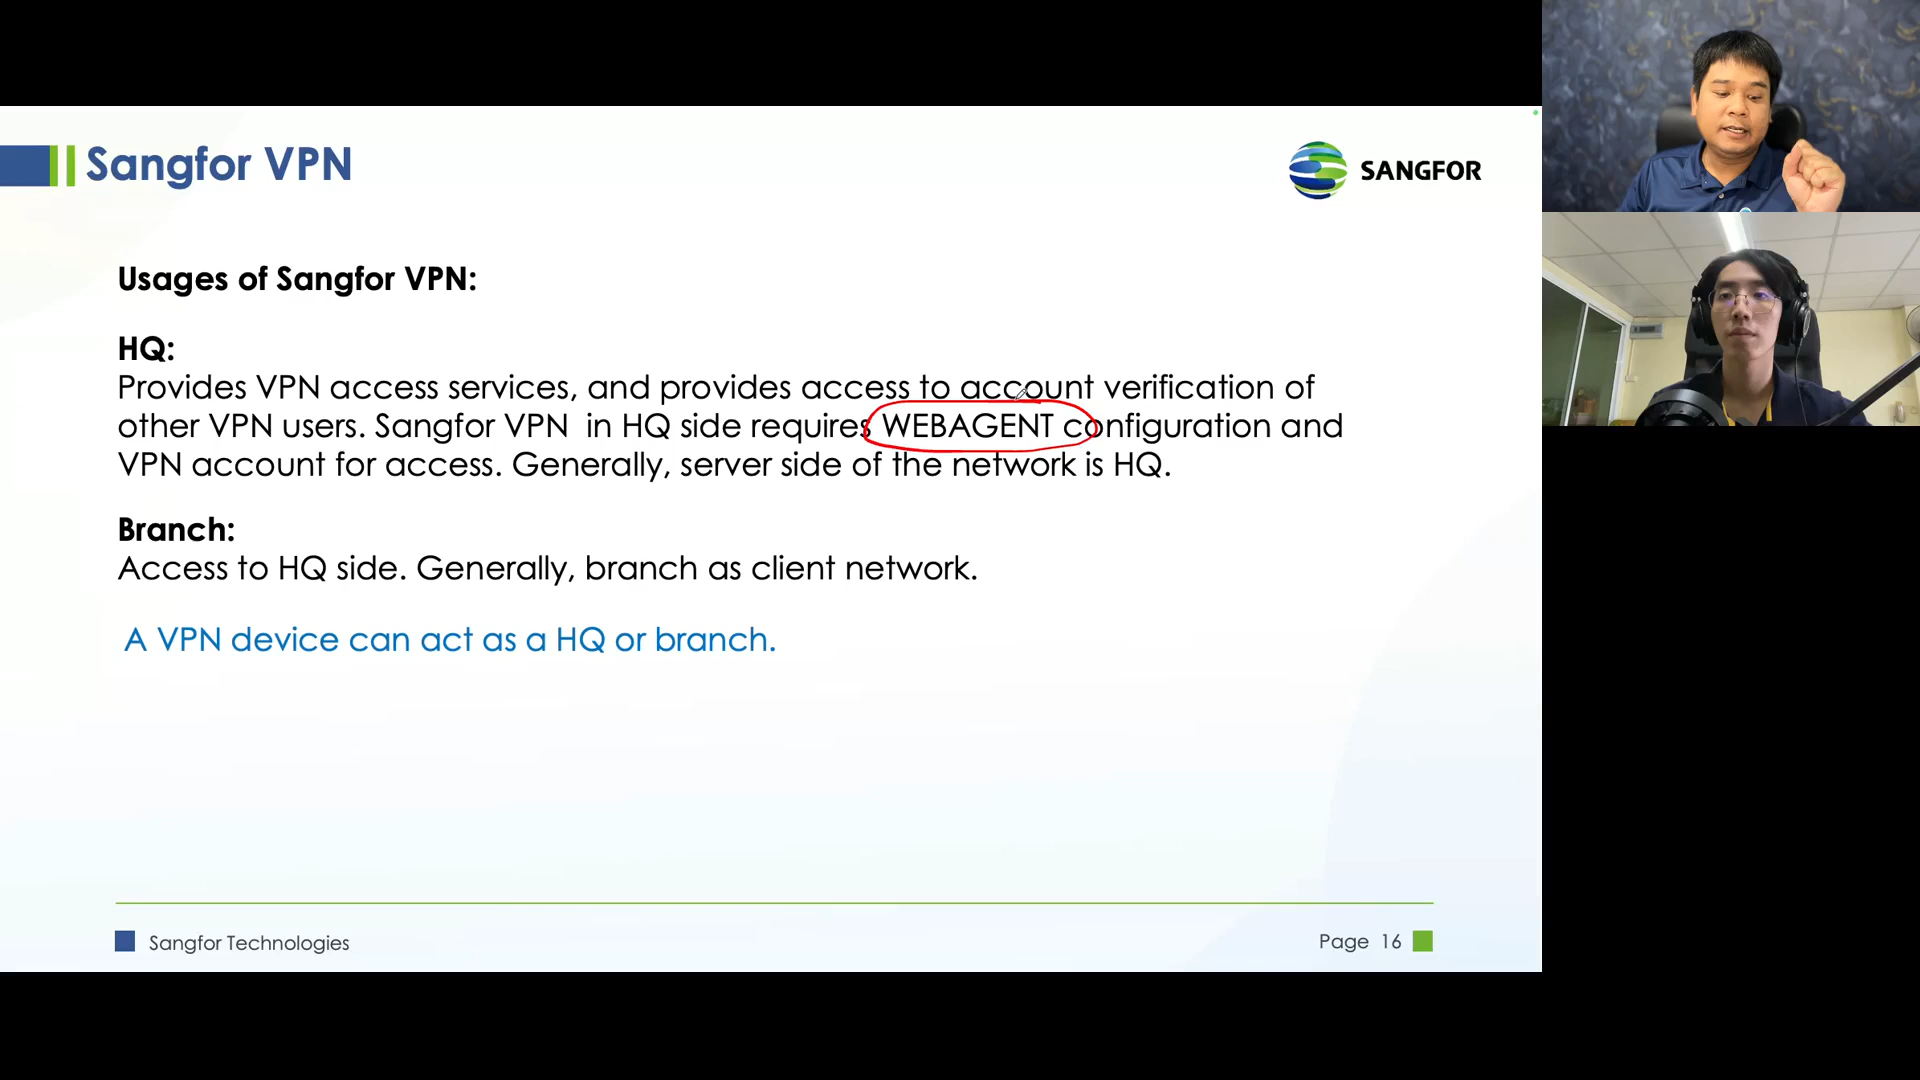 Sangfor VPN
SANGFOR
Usages of Sangfor VPN:
HQ:
Provides VPN access services, and provides access to account verification of
other VPN users. Sangfor VPN  in HQ side requires WEBAGENT configuration and
VPN account for access. Generally, server side of the network is HQ.
Branch:
Access to HQ side. Generally, branch as client network.
A VPN device can act as a HQ or branch.
Sangfor Technologies
Page 16